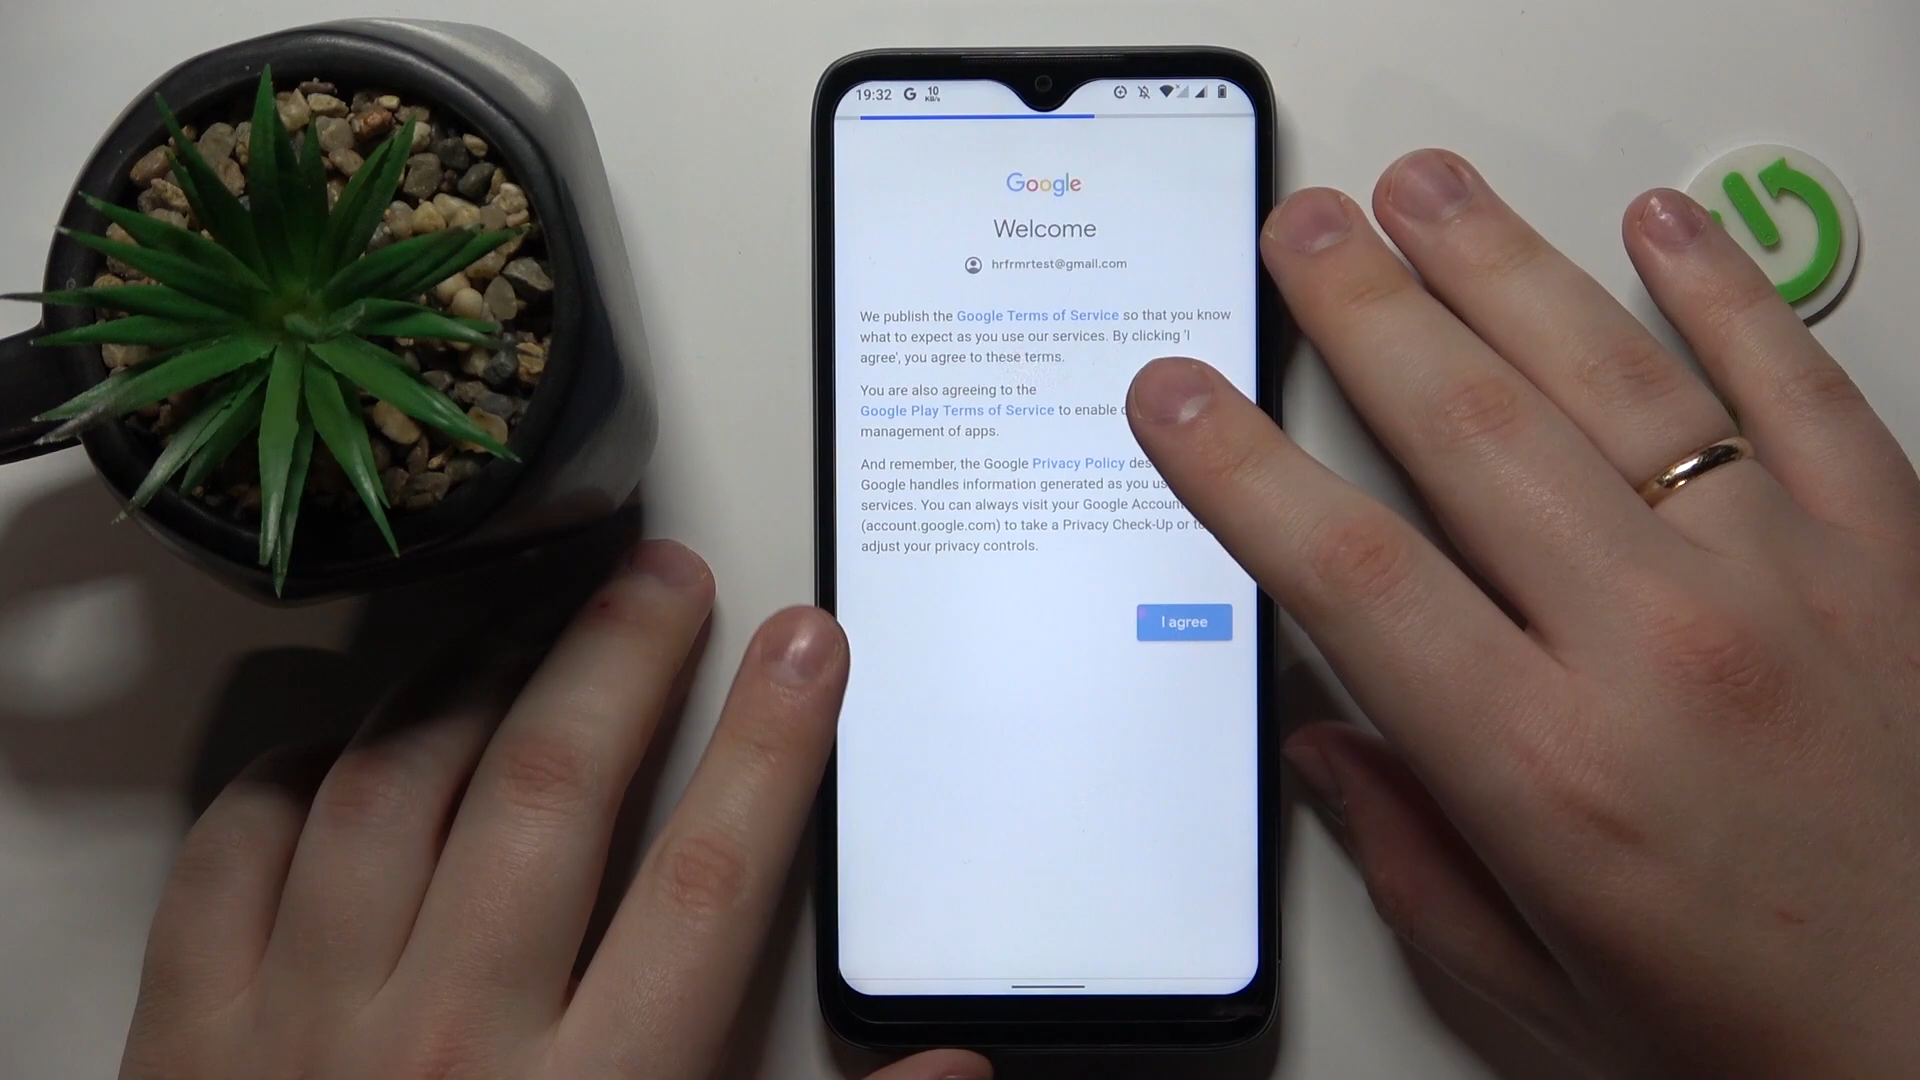 19:32 G 10 KB/s
Google
Welcome
hrfrmrtest@gmail.com
We publish the Google Terms of Service so that you know
what to expect as you use our services. By clicking 'I
agree', you agree to these terms.
You are also agreeing to the
Google Play Terms of Service to enable
management of apps.
And remember, the Google Privacy Policy
Google handles information generated as you
services. You can always visit your Google Account
(account.google.com) to take a Privacy Check-Up or
adjust your privacy controls.
I agree